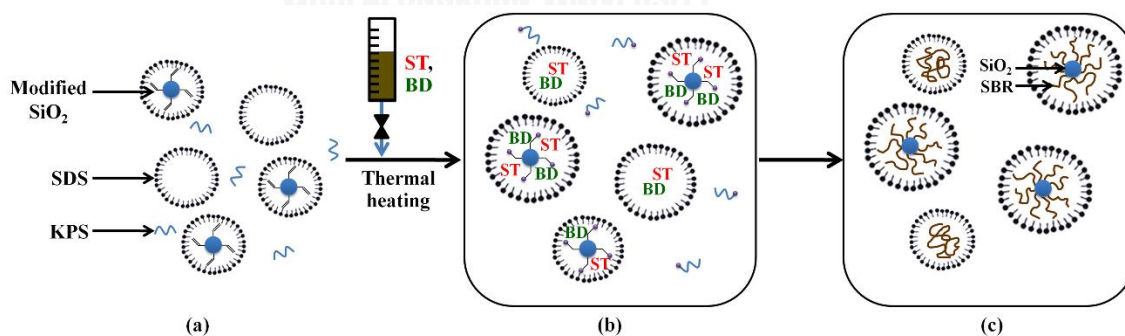 Modified
SiO₂
SDS
KPS
ST,
BD
Thermal
heating
ST
BD
ST
ST
BD
BD
BD
ST
ST
BD
ST
BD
BD
ST
SiO₂
SBR
(a)
(b)
(c)